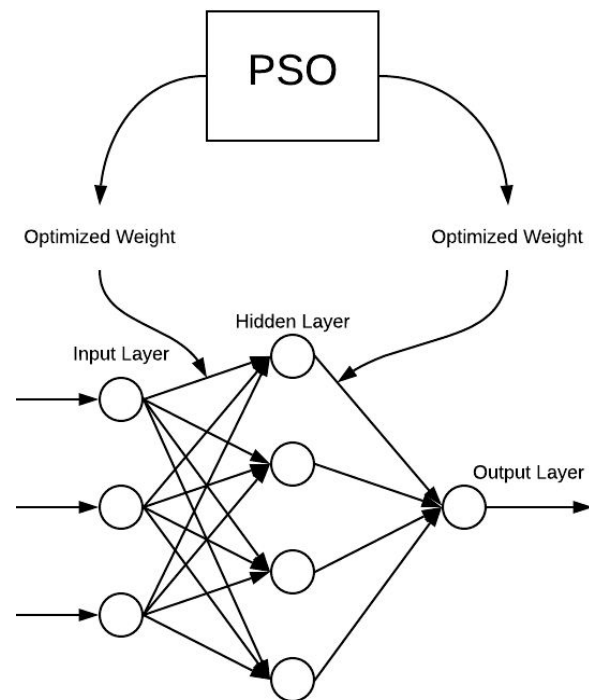 PSO
Optimized Weight
Optimized Weight
Hidden Layer
Input Layer
Output Layer